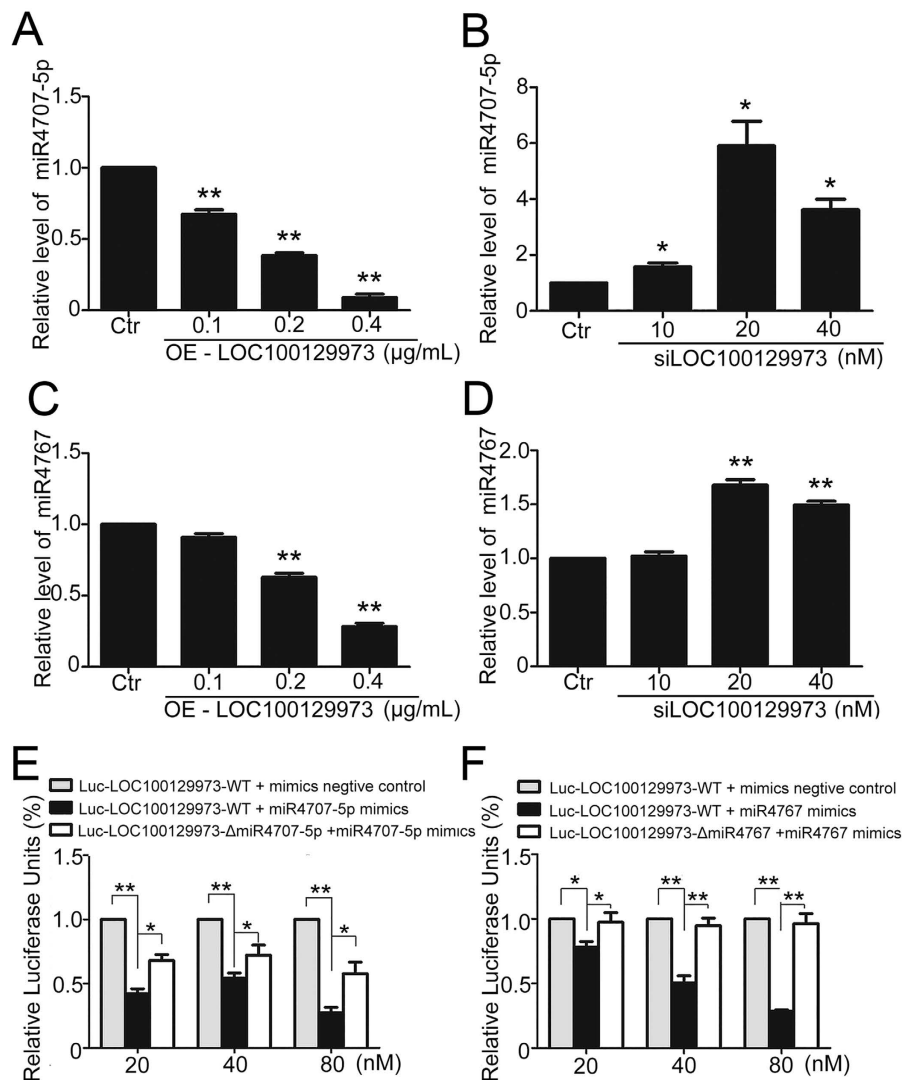 A
Relative level of miR4707-5p
1.5
1.0
0.5
0
** ** **
Ctr 0.1 0.2 0.4
OE - LOC100129973 (µg/mL)
B
Relative level of miR4707-5p
8
6
4
2
0
* * *
Ctr 10 20 40
siLOC100129973 (nM)
C
Relative level of miR4767
1.5
1.0
0.5
0
** **
Ctr 0.1 0.2 0.4
OE - LOC100129973 (µg/mL)
D
Relative level of miR4767
2.0
1.5
1.0
0.5
0
** **
Ctr 10 20 40
siLOC100129973 (nM)
E
Luc-LOC100129973-WT + mimics negtive control
Luc-LOC100129973-WT + miR4707-5p mimics
Luc-LOC100129973-ΔmiR4707-5p +miR4707-5p mimics
Relative Luciferase Units (%)
1.5
1.0
0.5
0
** * ** * ** *
20 40 80 (nM)
F
Luc-LOC100129973-WT + mimics negtive control
Luc-LOC100129973-WT + miR4767 mimics
Luc-LOC100129973-ΔmiR4767 +miR4767 mimics
Relative Luciferase Units (%)
1.5
1.0
0.5
0
* * ** ** ** **
20 40 80 (nM)